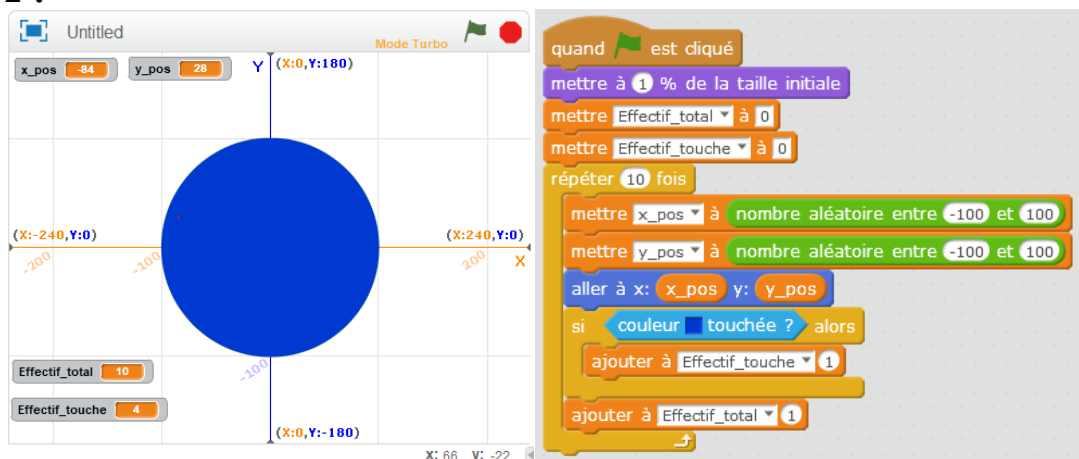 2 .
Untitled
Mode Turbo
x_pos -84
y_pos 28
Y
(X:0,Y:180)
(X:-240,Y:0)
(X:240,Y:0)
-200
-100
200
X
-100
Effectif_total 10
Effectif_touche 4
(X:0,Y:-180)
X: 66 Y: -22
quand est cliqué
mettre à 1 % de la taille initiale
mettre Effectif_total à 0
mettre Effectif_touche à 0
répéter 10 fois
mettre x_pos à nombre aléatoire entre -100 et 100
mettre y_pos à nombre aléatoire entre -100 et 100
aller à x: x_pos y: y_pos
si couleur touchée ? alors
ajouter à Effectif_touche 1
ajouter à Effectif_total 1